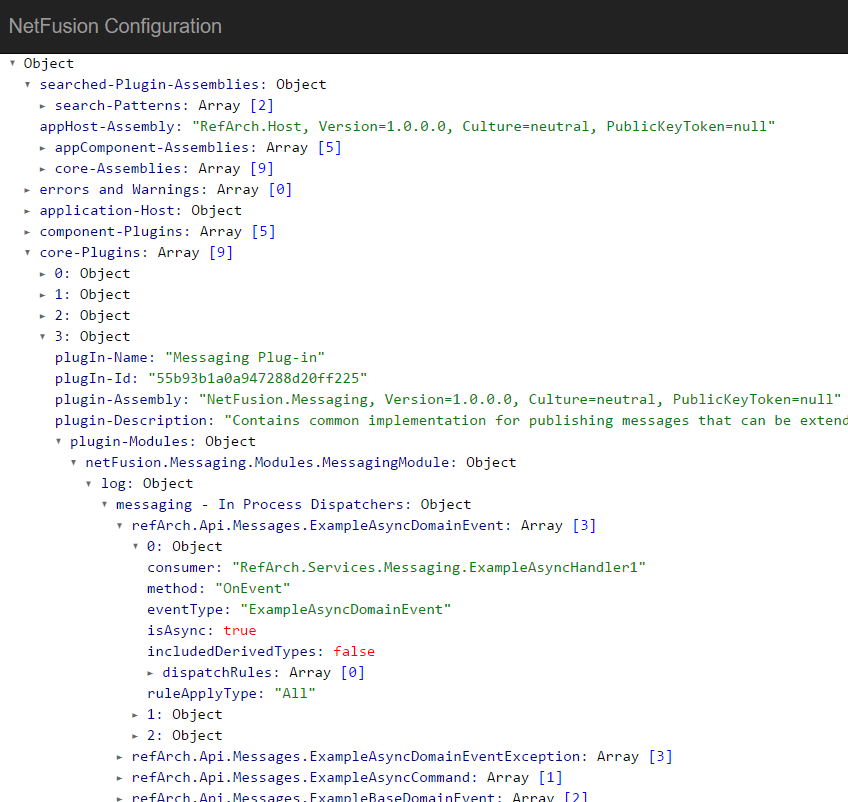 NetFusion Configuration
▾ Object
▾ searched-Plugin-Assemblies: Object
▸ search-Patterns: Array [2]
appHost-Assembly: "RefArch.Host, Version=1.0.0.0, Culture=neutral, PublicKeyToken=null"
▸ appComponent-Assemblies: Array [5]
▸ core-Assemblies: Array [9]
▸ errors and Warnings: Array [0]
▸ application-Host: Object
▸ component-Plugins: Array [5]
▾ core-Plugins: Array [9]
▸ 0: Object
▸ 1: Object
▸ 2: Object
▾ 3: Object
plugIn-Name: "Messaging Plug-in"
plugIn-Id: "55b93b1a0a947288d20ff225"
plugin-Assembly: "NetFusion.Messaging, Version=1.0.0.0, Culture=neutral, PublicKeyToken=null"
plugin-Description: "Contains common implementation for publishing messages that can be extend
▾ plugin-Modules: Object
▾ netFusion.Messaging.Modules.MessagingModule: Object
▾ log: Object
▾ messaging - In Process Dispatchers: Object
▾ refArch.Api.Messages.ExampleAsyncDomainEvent: Array [3]
▾ 0: Object
consumer: "RefArch.Services.Messaging.ExampleAsyncHandler1"
method: "OnEvent"
eventType: "ExampleAsyncDomainEvent"
isAsync: true
includedDerivedTypes: false
▸ dispatchRules: Array [0]
ruleApplyType: "All"
▸ 1: Object
▸ 2: Object
▸ refArch.Api.Messages.ExampleAsyncDomainEventException: Array [3]
▸ refArch.Api.Messages.ExampleAsyncCommand: Array [1]
▸ refArch.Api.Messages.ExampleBaseDomainEvent: Array [2]